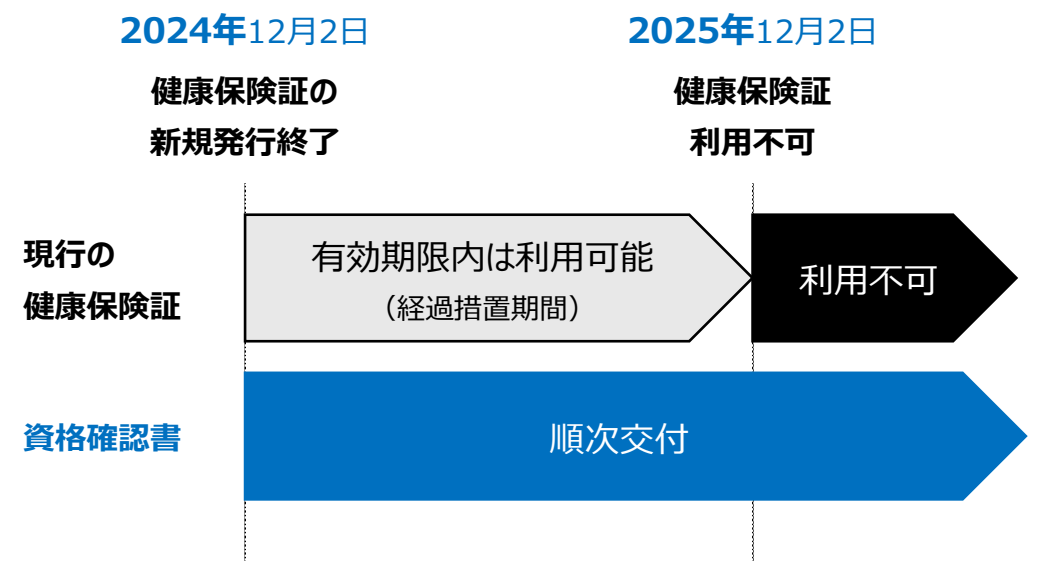 2024年12月2日
健康保険証の
新規発行終了
2025年12月2日
健康保険証
利用不可
現行の
健康保険証
有効期限内は利用可能
（経過措置期間）
利用不可
資格確認書
順次交付